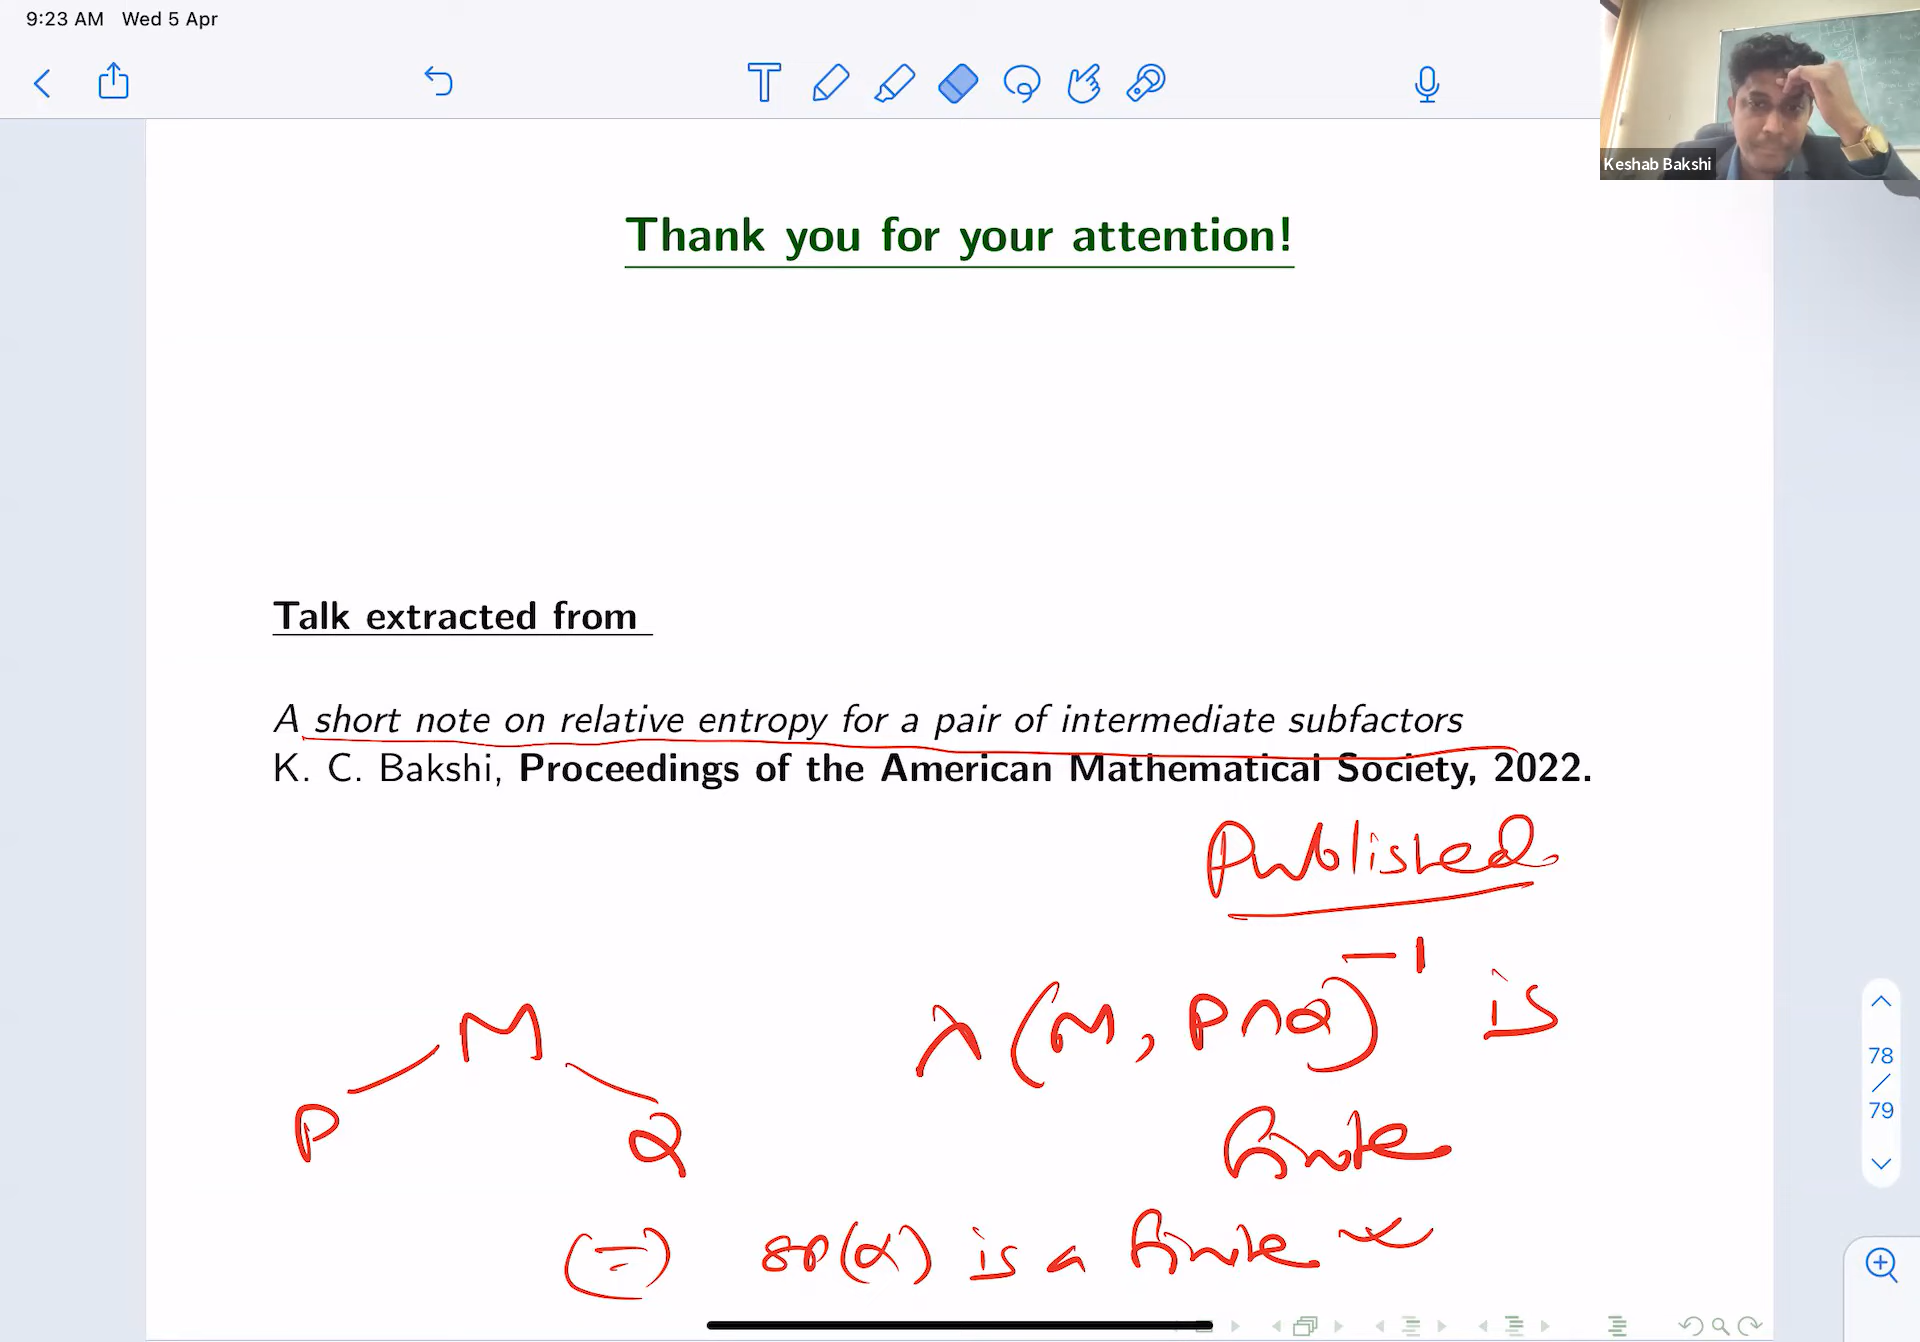 9:23 AM Wed 5 Apr
Keshab Bakshi
Thank you for your attention!
Talk extracted from
A short note on relative entropy for a pair of intermediate subfactors
K. C. Bakshi, Proceedings of the American Mathematical Society, 2022.
Published
λ(M, P∩Q)⁻¹ is
finite
M
P Q
(=) sp(α) is a finite
78
/
79